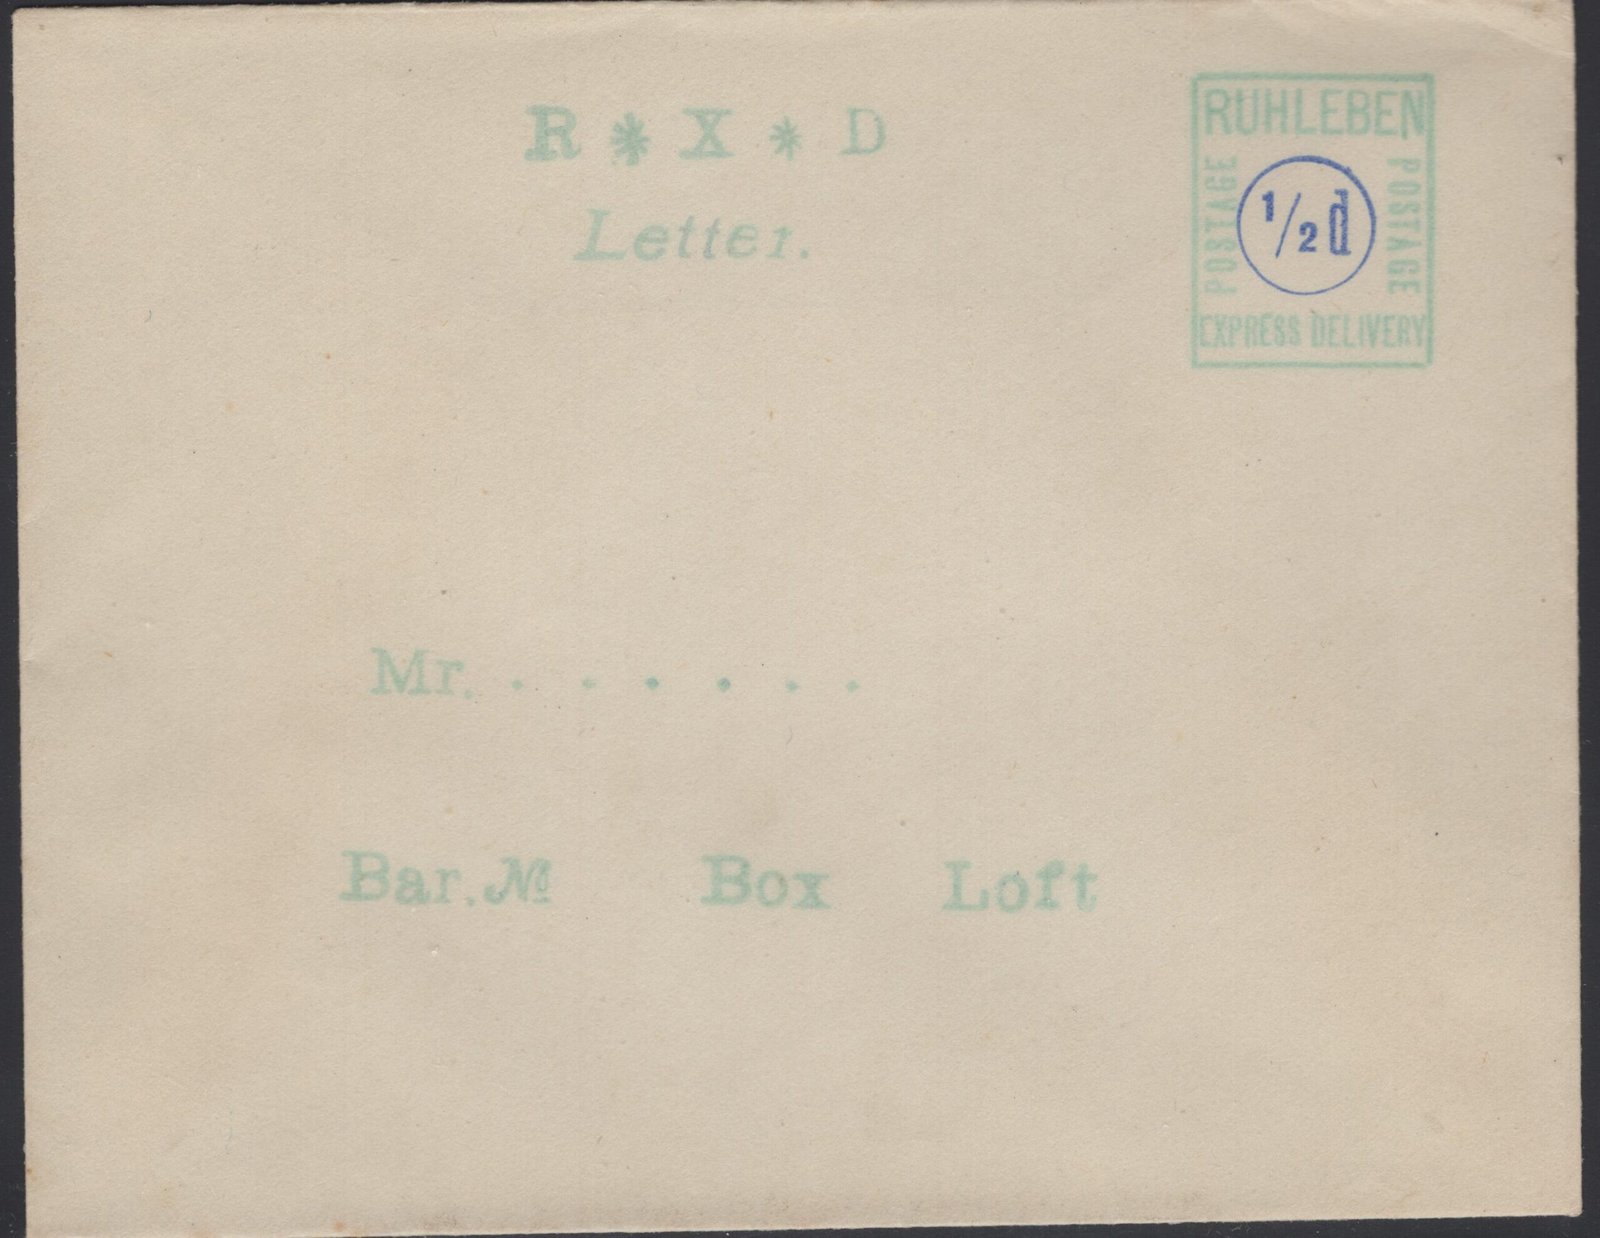 R * X * D
Letter.
RUHLEBEN
POSTAGE
1/2d
POSTAGE
EXPRESS DELIVERY
Mr. . . . . . .
Bar. No Box Loft